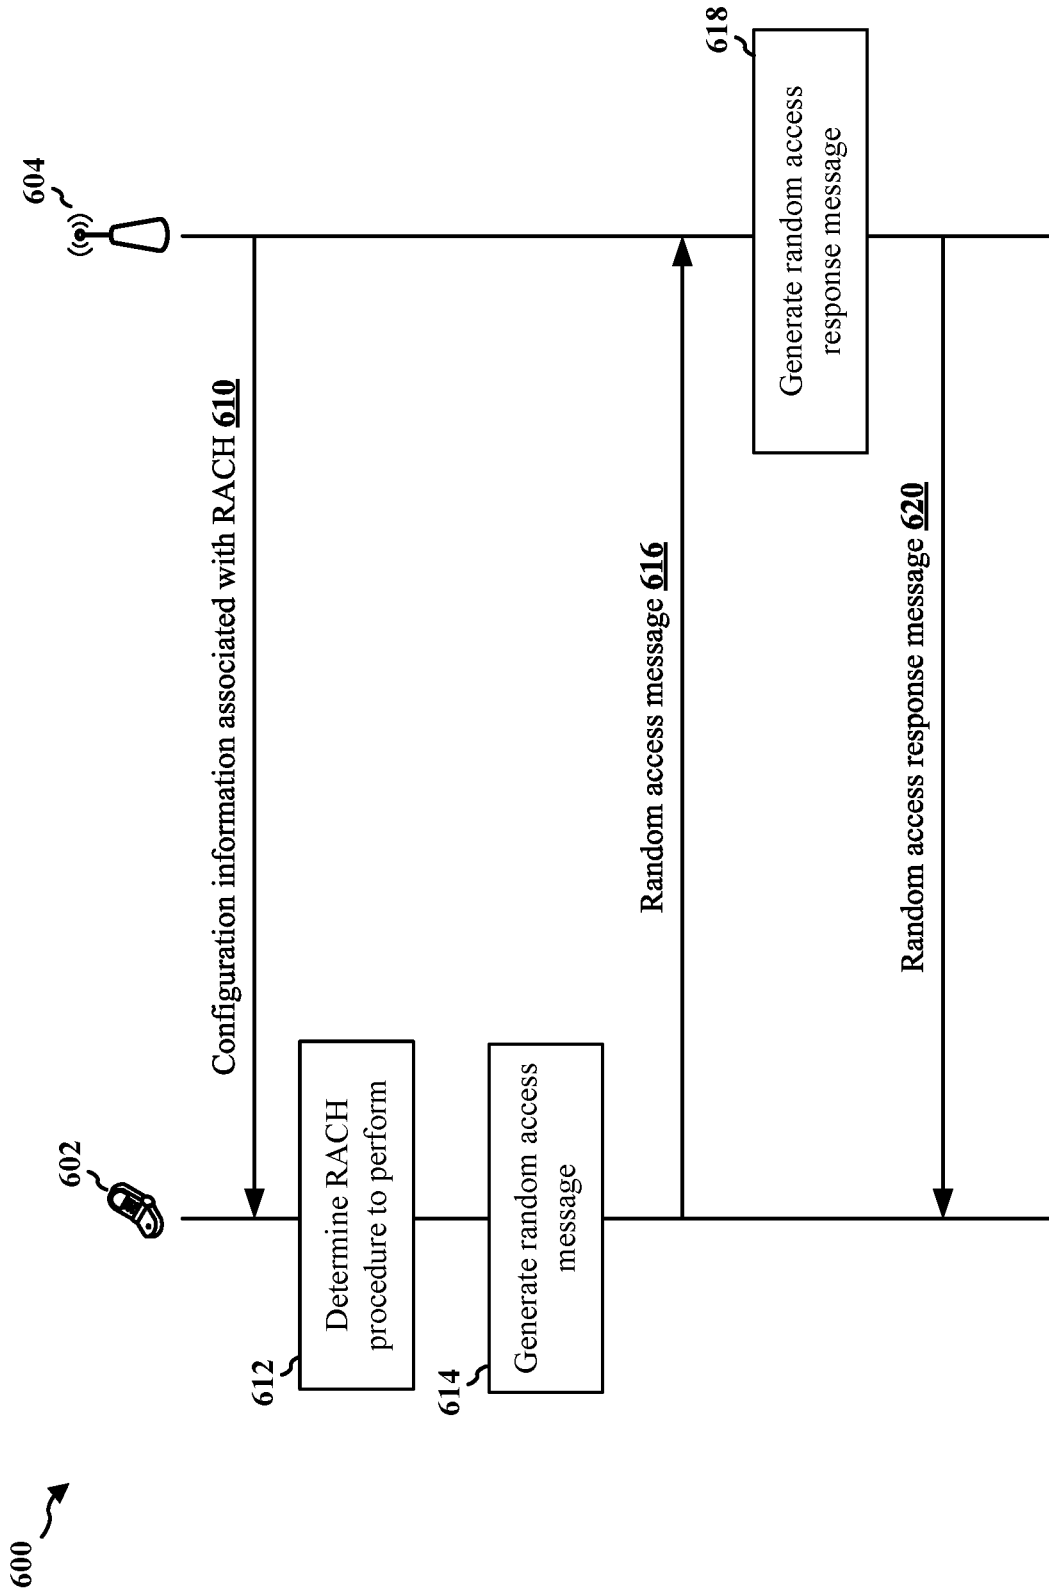 600
602
604
Configuration information associated with RACH 610
612
Determine RACH
procedure to perform
614
Generate random access
message
Random access message 616
618
Generate random access
response message
Random access response message 620